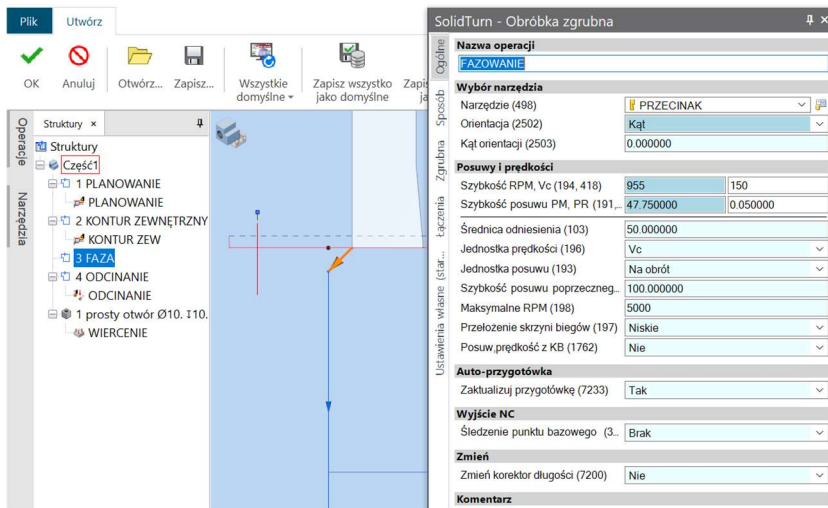 Plik
Utwórz
OK
Anuluj
Otwórz...
Zapisz...
Wszystkie
domyślne
Zapisz wszystko
jako domyślne
Operacje
Narzędzia
Struktury ×
Struktury
Część1
1 PLANOWANIE
PLANOWANIE
2 KONTUR ZEWNĘTRZNY
KONTUR ZEW
3 FAZA
4 ODCINANIE
ODCINANIE
1 prosty otwór Ø10. ↧10.
WIERCENIE
SolidTurn - Obróbka zgrubna
Ogólne
Sposób
Zgrubna
Łączenia
Ustawienia własne (star...
Nazwa operacji
FAZOWANIE
Wybór narzędzia
Narzędzie (498) PRZECINAK
Orientacja (2502) Kąt
Kąt orientacji (2503) 0.000000
Posuwy i prędkości
Szybkość RPM, Vc (194, 418) 955 150
Szybkość posuwu PM, PR (191,... 47.750000 0.050000
Średnica odniesienia (103) 50.000000
Jednostka prędkości (196) Vc
Jednostka posuwu (193) Na obrót
Szybkość posuwu poprzeczneg... 100.000000
Maksymalne RPM (198) 5000
Przełożenie skrzyni biegów (197) Niskie
Posuw,prędkość z KB (1762) Nie
Auto-przygotówka
Zaktualizuj przygotówkę (7233) Tak
Wyjście NC
Śledzenie punktu bazowego (3... Brak
Zmień
Zmień korektor długości (7200) Nie
Komentarz